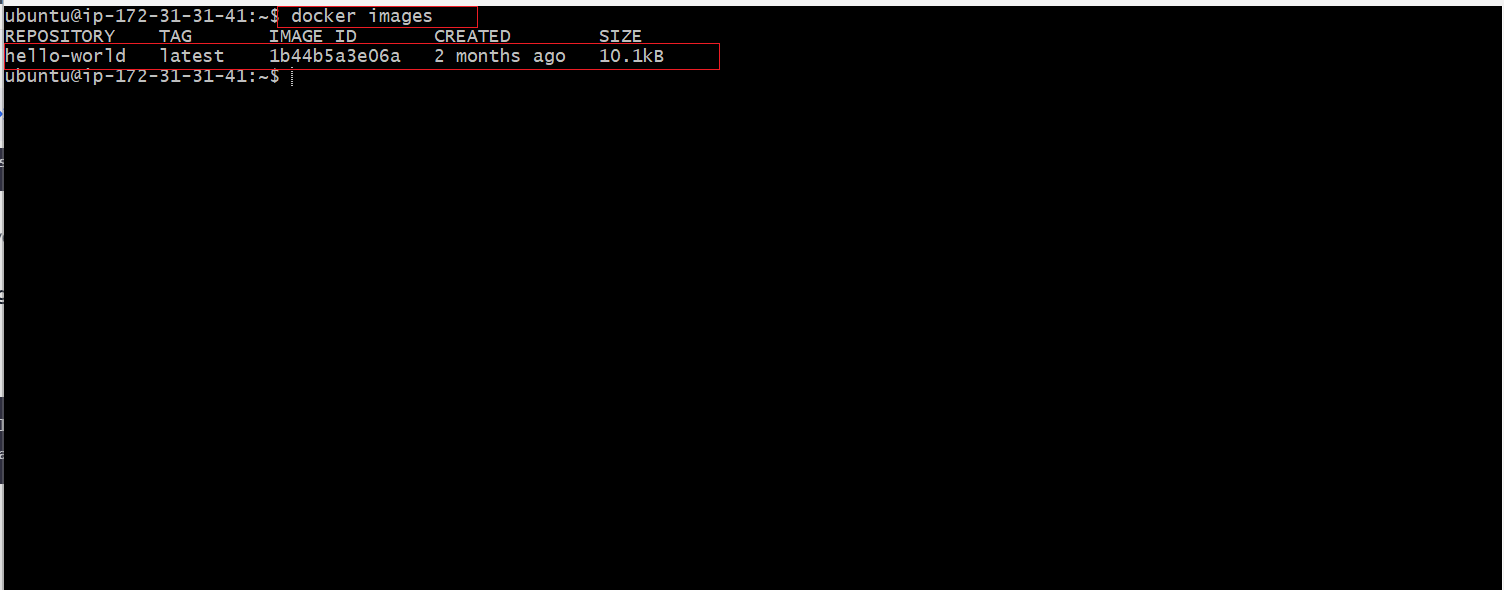 ubuntu@ip-172-31-31-41:~$ docker images
REPOSITORY    TAG       IMAGE ID       CREATED        SIZE
hello-world   latest    1b44b5a3e06a   2 months ago   10.1kB
ubuntu@ip-172-31-31-41:~$